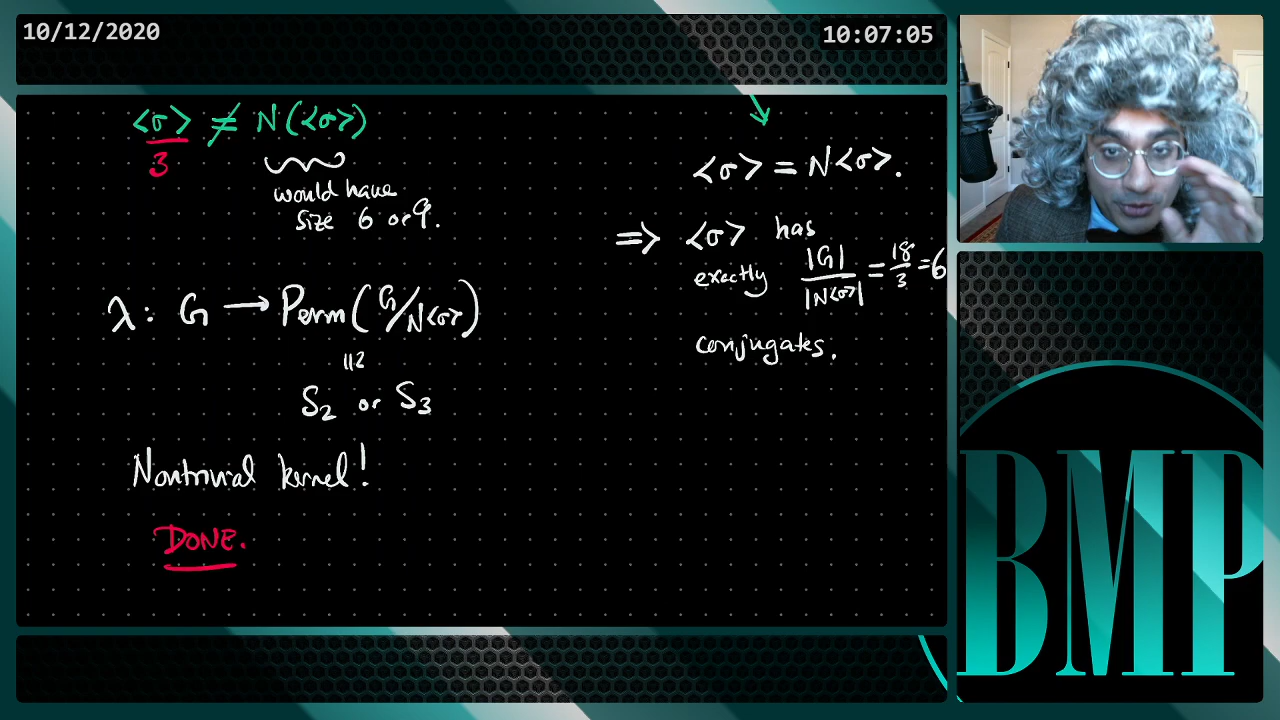 10/12/2020
10:07:05
<σ> ≠ N(<σ>)
3
would have
size 6 or 9.
λ: G → Perm(G/N<σ>)
≅
S₂ or S₃
Nontrivial kernel!
DONE.
<σ> = N<σ>.
⇒ <σ> has
exactly |G|/|N<σ>| = 18/3 = 6
conjugates.
BMP